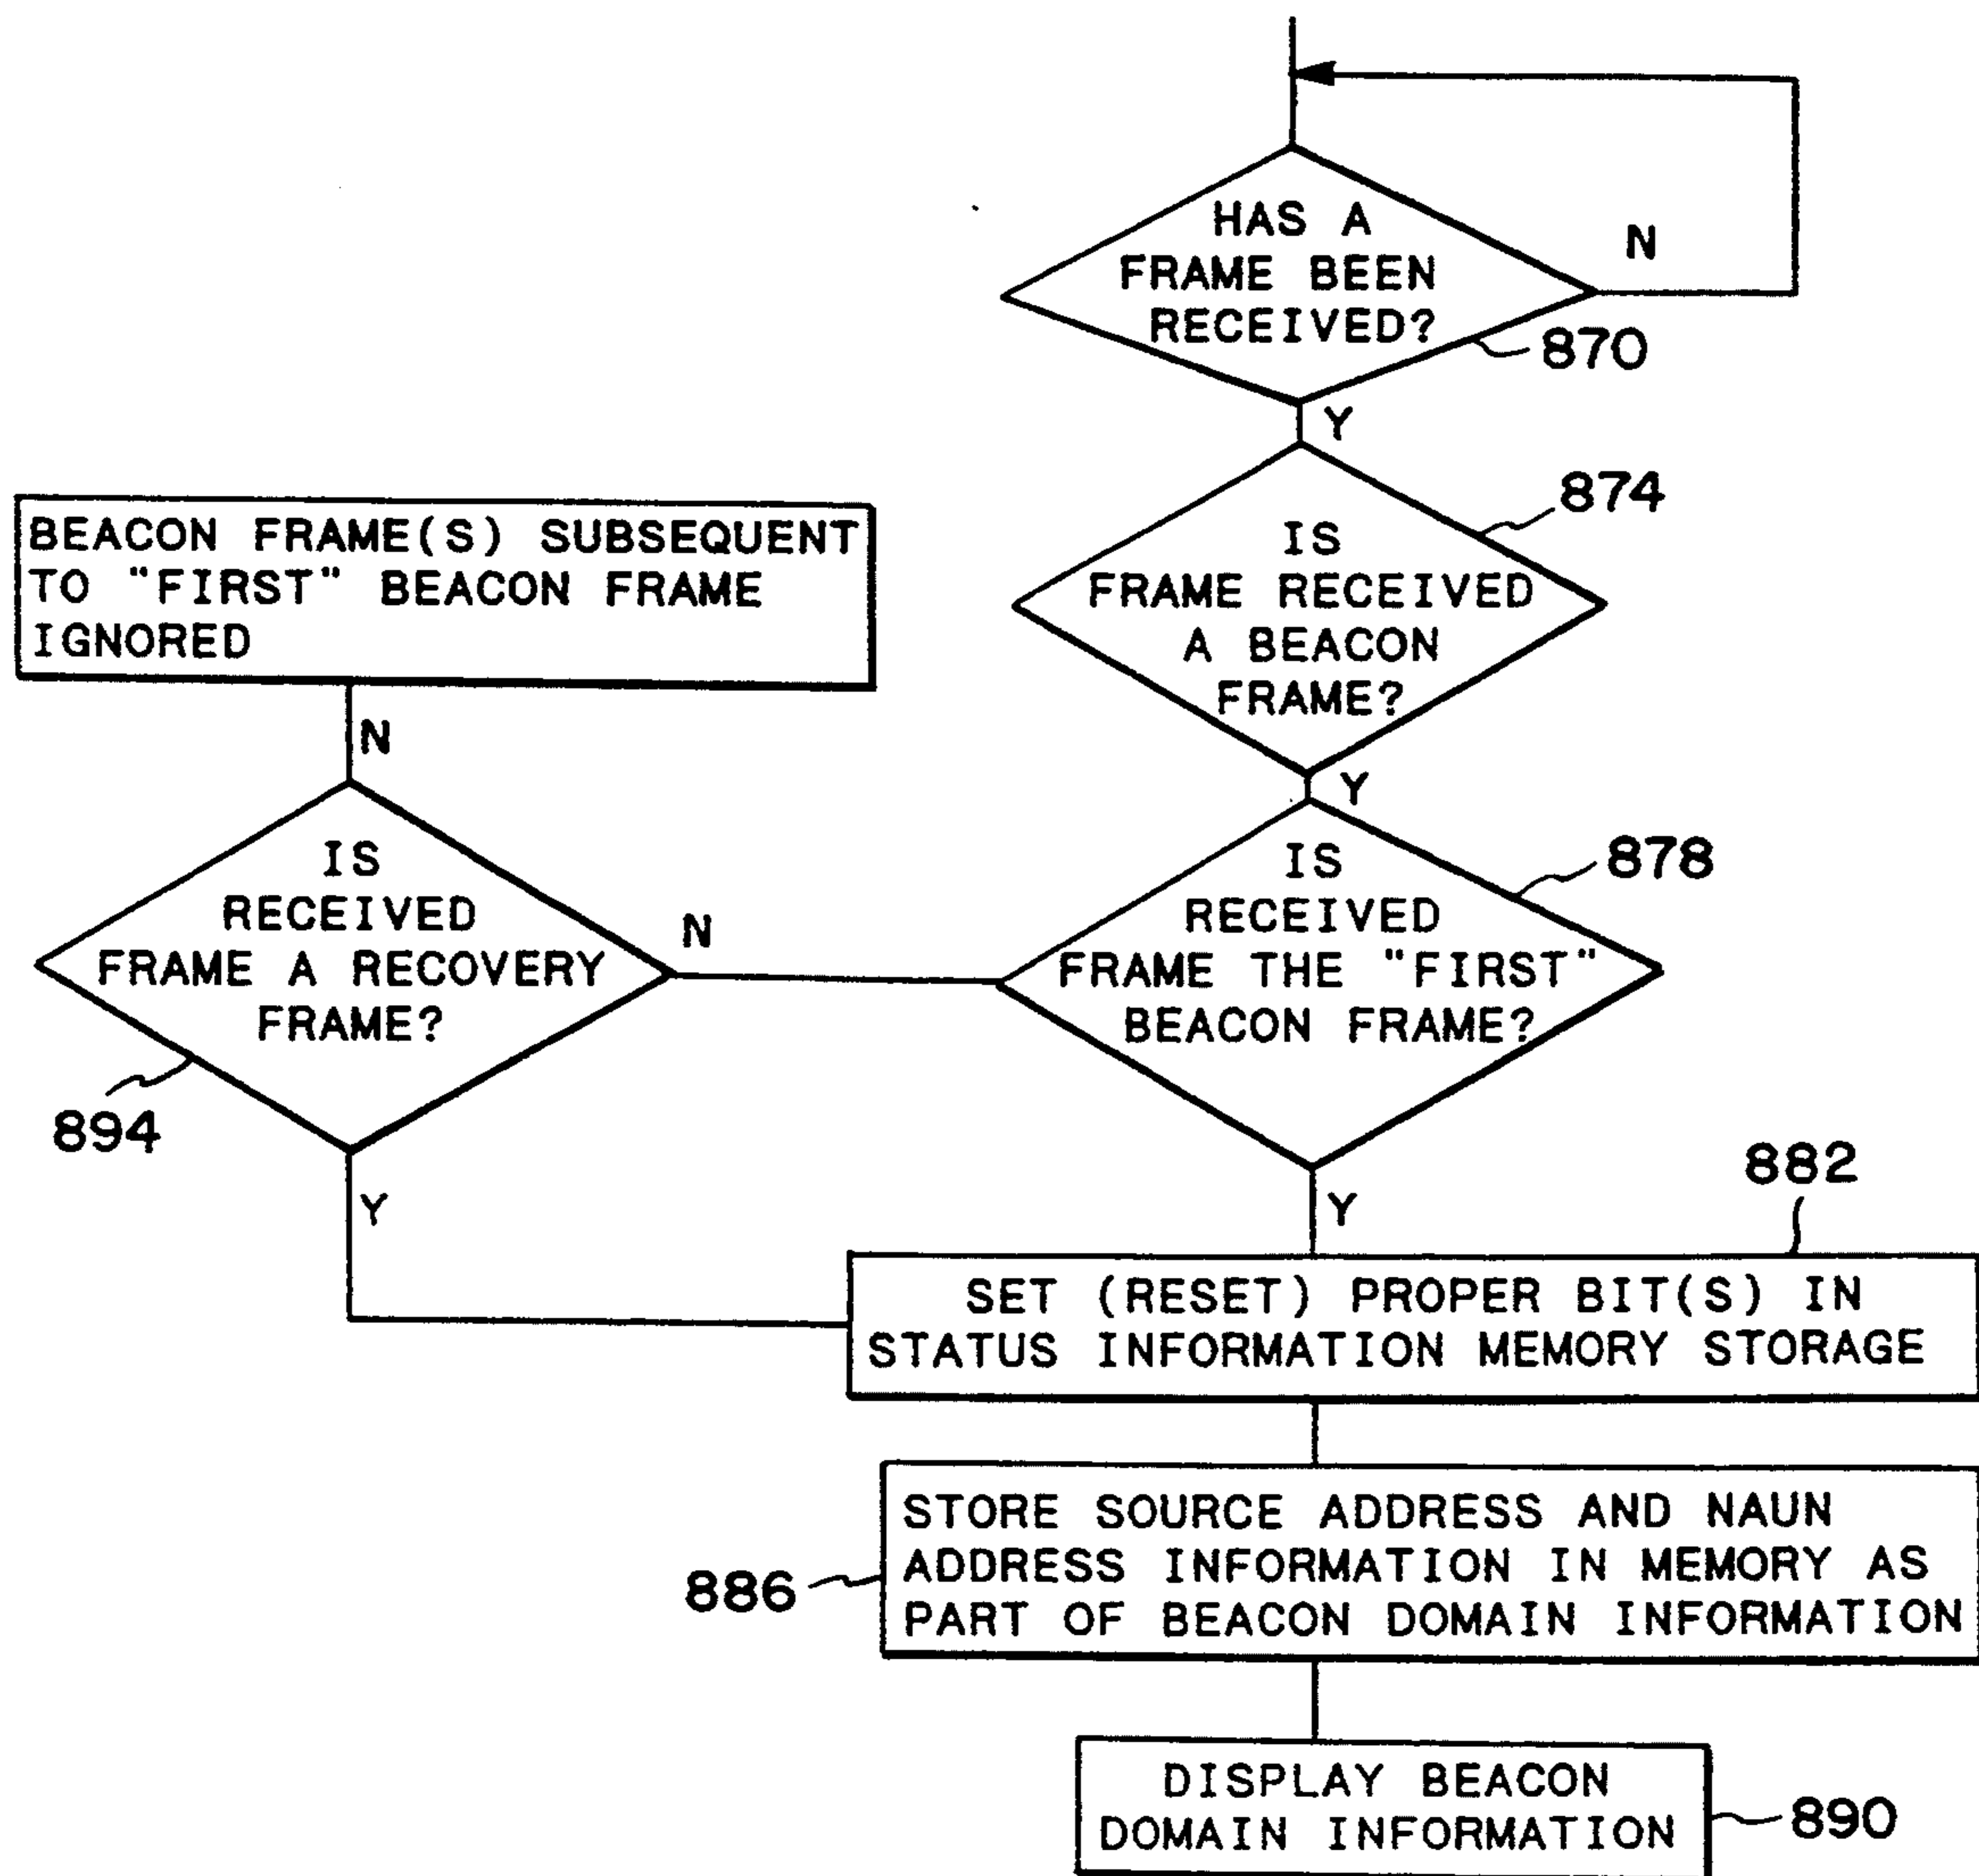 HAS A
FRAME BEEN
RECEIVED?
N
870
Y
874
IS
FRAME RECEIVED
A BEACON
FRAME?
Y
BEACON FRAME(S) SUBSEQUENT
TO "FIRST" BEACON FRAME
IGNORED
N
IS
RECEIVED
FRAME A RECOVERY
FRAME?
N
894
Y
878
IS
RECEIVED
FRAME THE "FIRST"
BEACON FRAME?
Y
882
SET (RESET) PROPER BIT(S) IN
STATUS INFORMATION MEMORY STORAGE
886
STORE SOURCE ADDRESS AND NAUN
ADDRESS INFORMATION IN MEMORY AS
PART OF BEACON DOMAIN INFORMATION
DISPLAY BEACON
DOMAIN INFORMATION
890